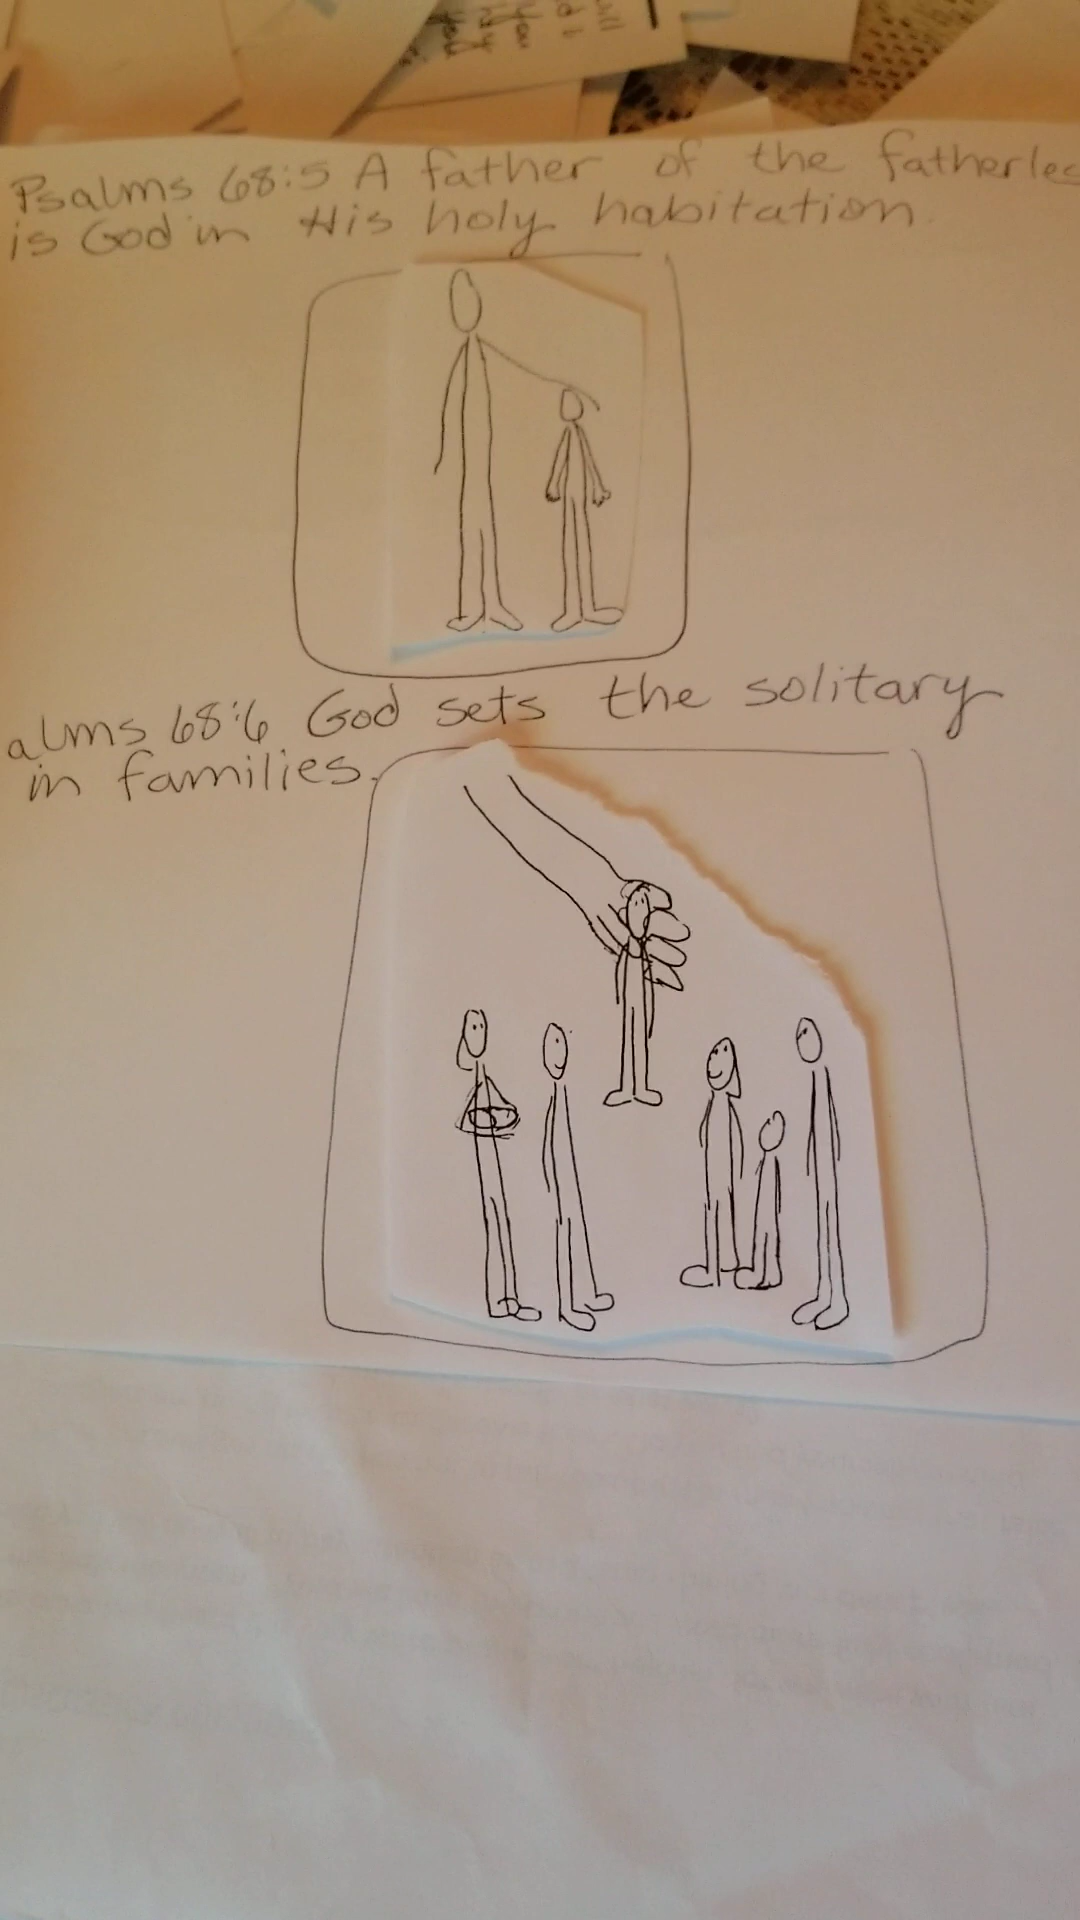 Psalms 68:5 A father of the fatherles
is God in His holy habitation.
alms 68:6 God sets the solitary
in families.